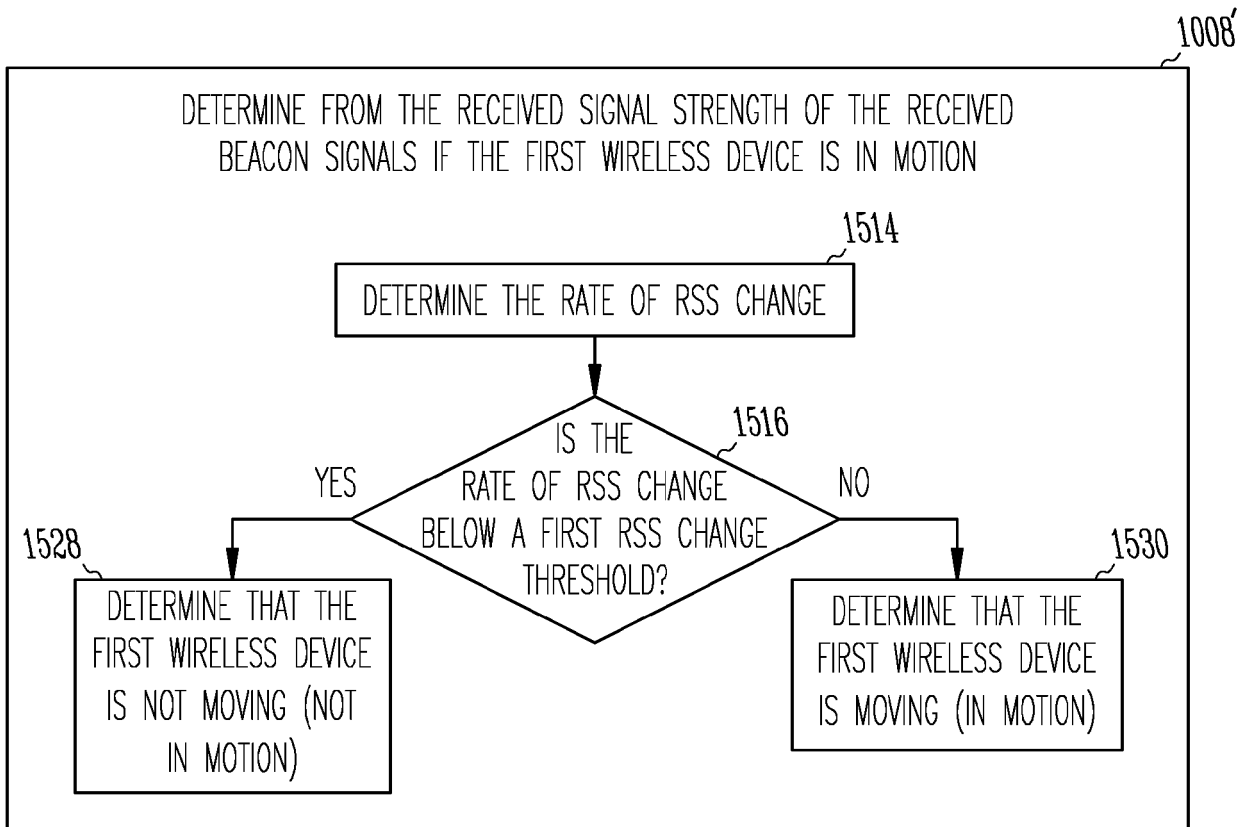 1008'
DETERMINE FROM THE RECEIVED SIGNAL STRENGTH OF THE RECEIVED
BEACON SIGNALS IF THE FIRST WIRELESS DEVICE IS IN MOTION
1514
DETERMINE THE RATE OF RSS CHANGE
1516
IS THE
RATE OF RSS CHANGE
BELOW A FIRST RSS CHANGE
THRESHOLD?
YES
NO
1528
DETERMINE THAT THE
FIRST WIRELESS DEVICE
IS NOT MOVING (NOT
IN MOTION)
1530
DETERMINE THAT THE
FIRST WIRELESS DEVICE
IS MOVING (IN MOTION)